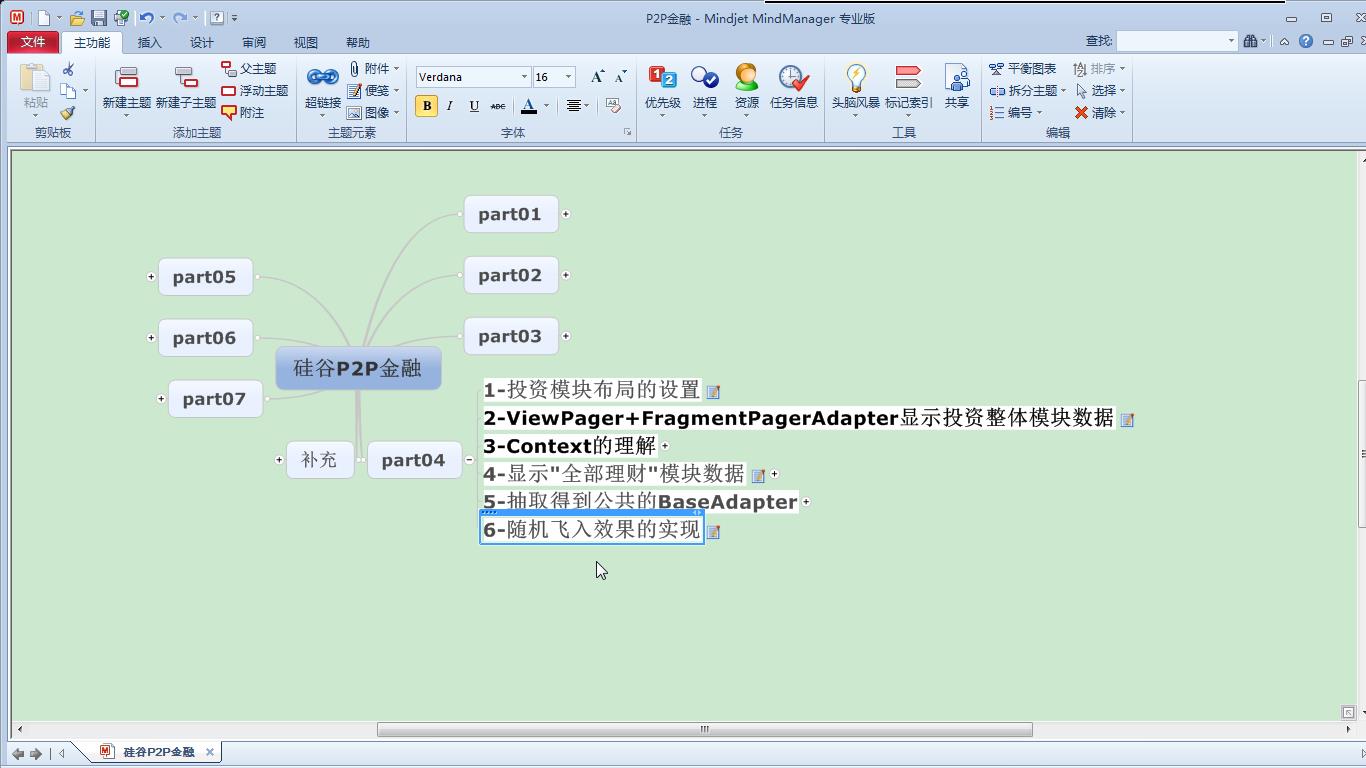 P2P金融 - Mindjet MindManager 专业版
文件 主功能 插入 设计 审阅 视图 帮助 查找:
粘贴
剪贴板
新建主题 新建子主题
父主题
浮动主题
附注
添加主题
超链接
附件
便笺
图像
主题元素
Verdana 16
B I U ABC A
字体
优先级 进程 资源 任务信息
任务
头脑风暴 标记索引 共享
工具
平衡图表 排序
拆分主题 选择
编号 清除
编辑
part01
part02
part03
part05
part06
part07
硅谷P2P金融
补充
part04
1-投资模块布局的设置
2-ViewPager+FragmentPagerAdapter显示投资整体模块数据
3-Context的理解
4-显示"全部理财"模块数据
5-抽取得到公共的BaseAdapter
6-随机飞入效果的实现
硅谷P2P金融